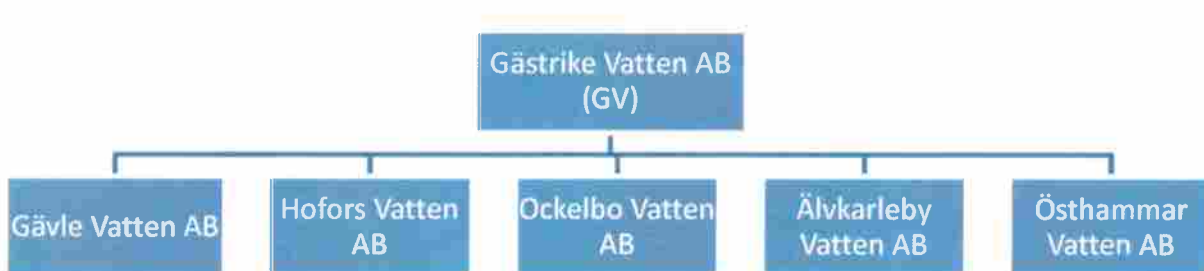 Gästrike Vatten AB
(GV)
Gävle Vatten AB
Hofors Vatten
AB
Ockelbo Vatten
AB
Älvkarleby
Vatten AB
Östhammar
Vatten AB